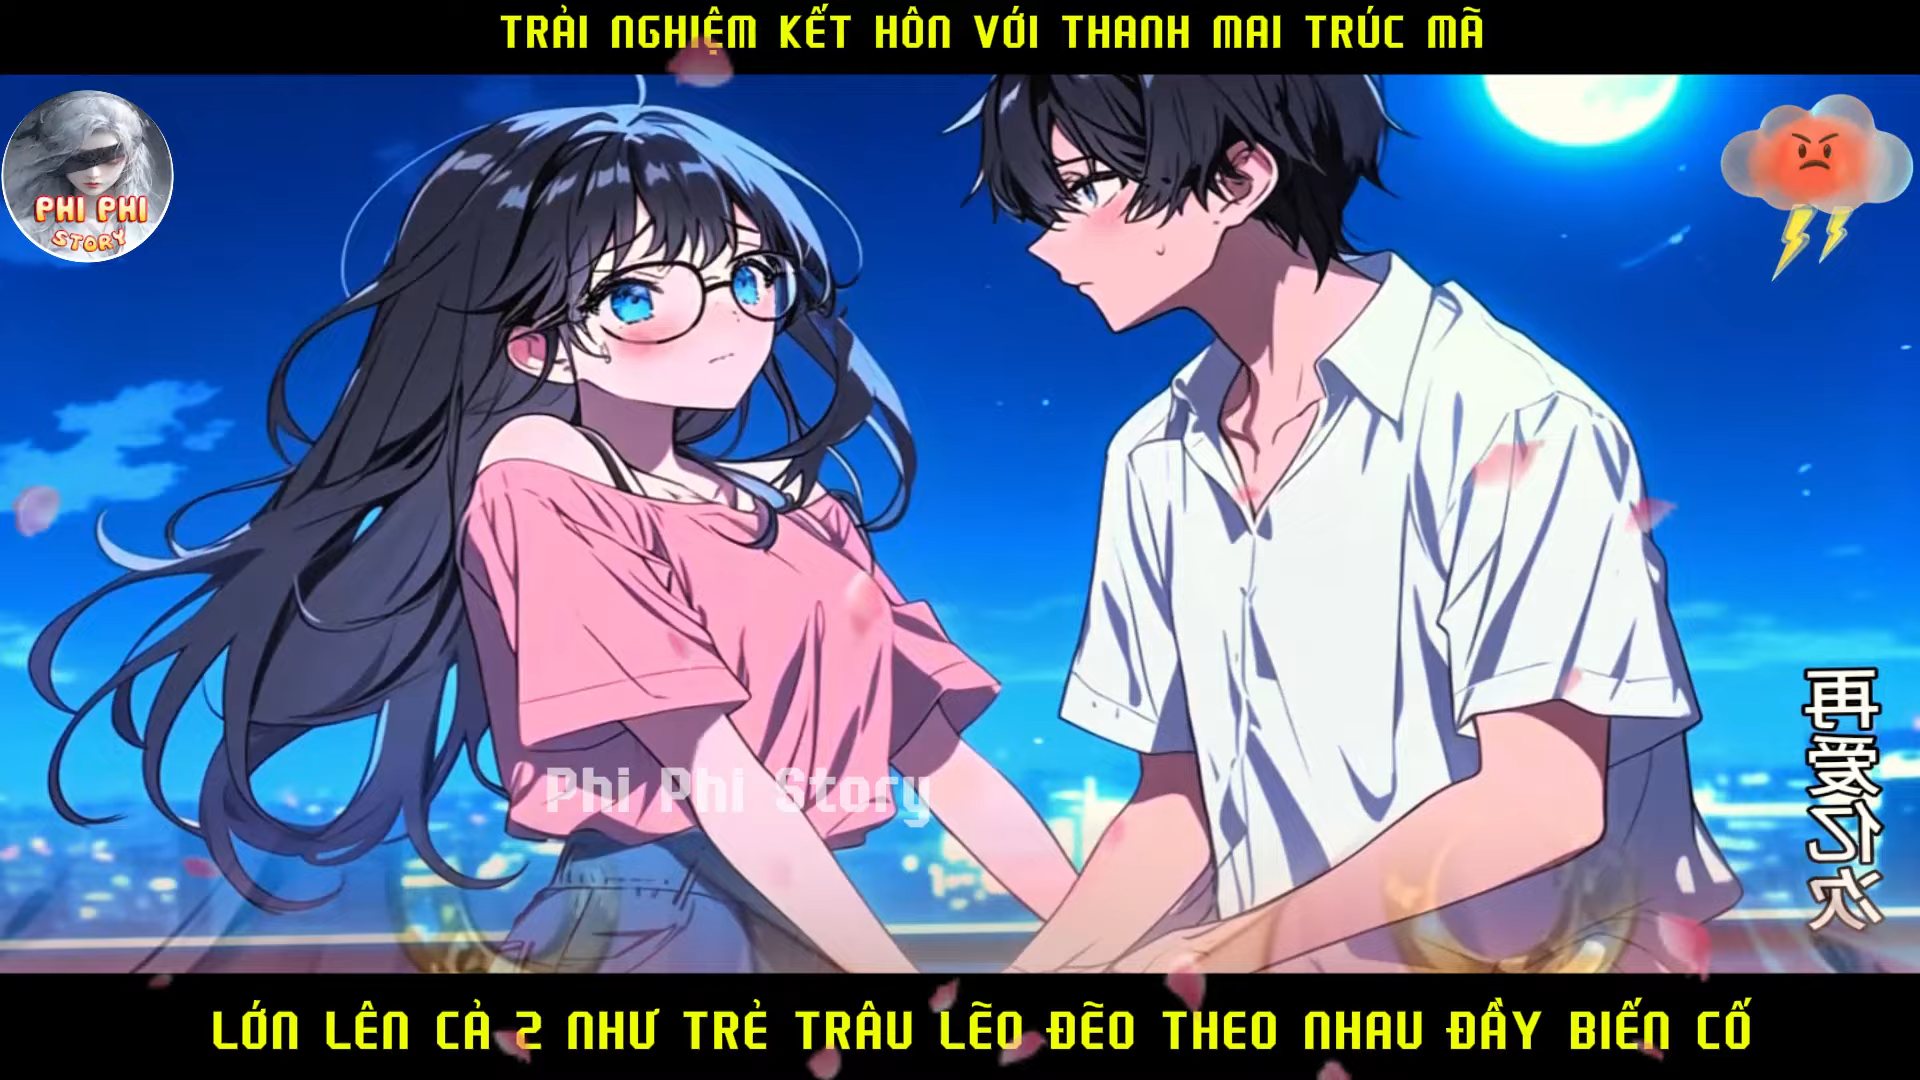 TRẢI NGHIỆM KẾT HÔN VỚI THANH MAI TRÚC MÃ
PHI PHI
STORY
再爱亿次
Phi Phi Story
LỚN LÊN CẢ 2 NHƯ TRẺ TRÂU LẼO ĐẼO THEO NHAU ĐẦY BIẾN CỐ